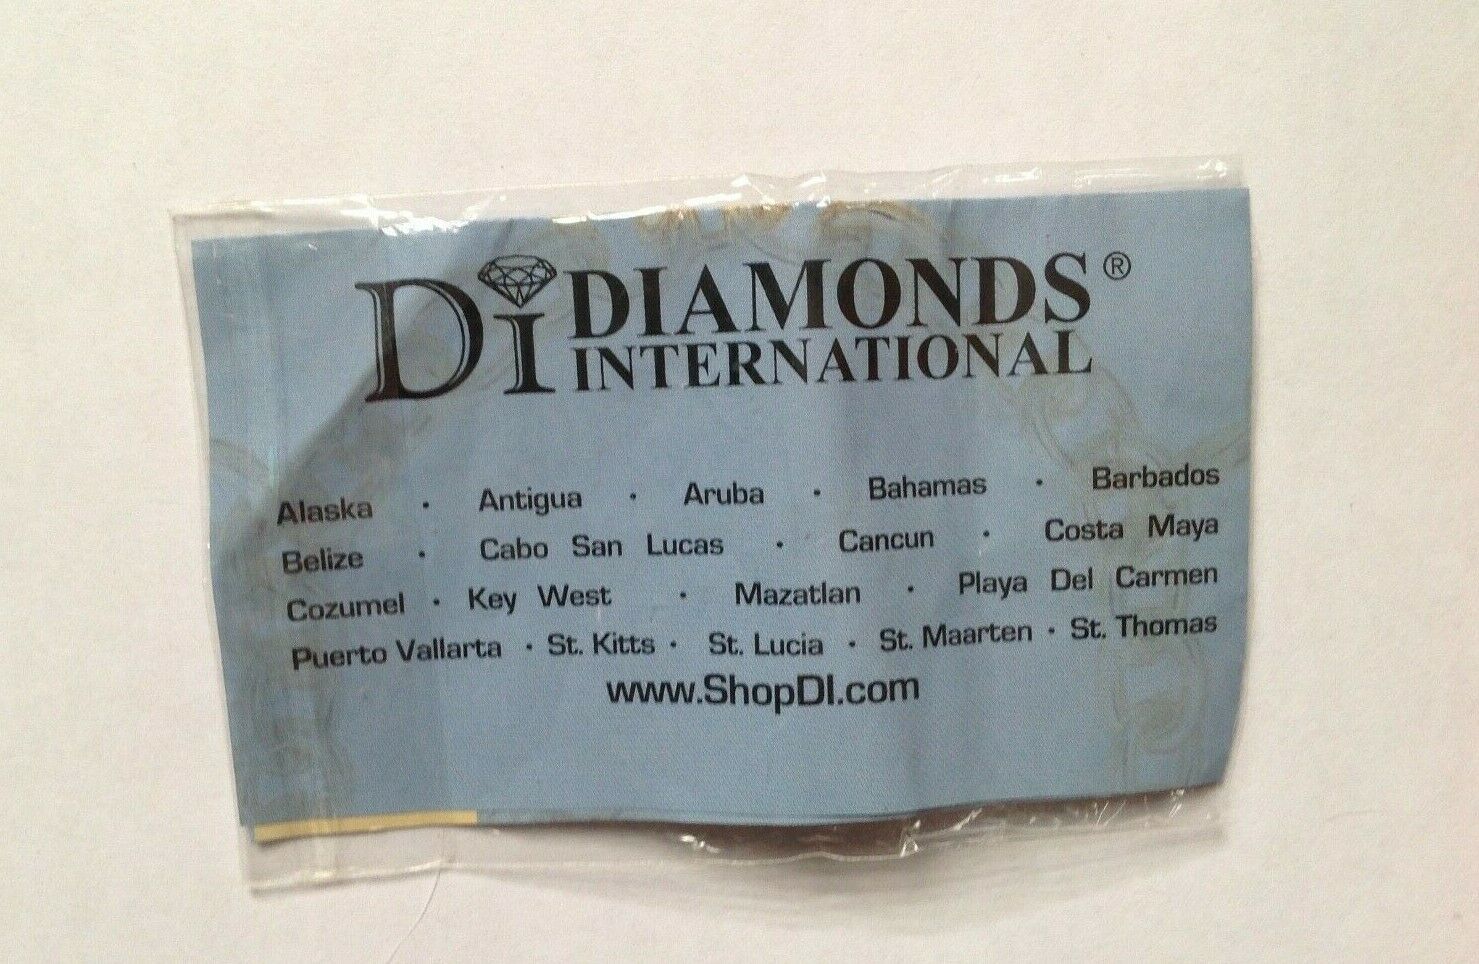 Di DIAMONDS®
INTERNATIONAL
Alaska · Antigua · Aruba · Bahamas · Barbados
Belize · Cabo San Lucas · Cancun · Costa Maya
Cozumel · Key West · Mazatlan · Playa Del Carmen
Puerto Vallarta · St. Kitts · St. Lucia · St. Maarten · St. Thomas
www.ShopDI.com